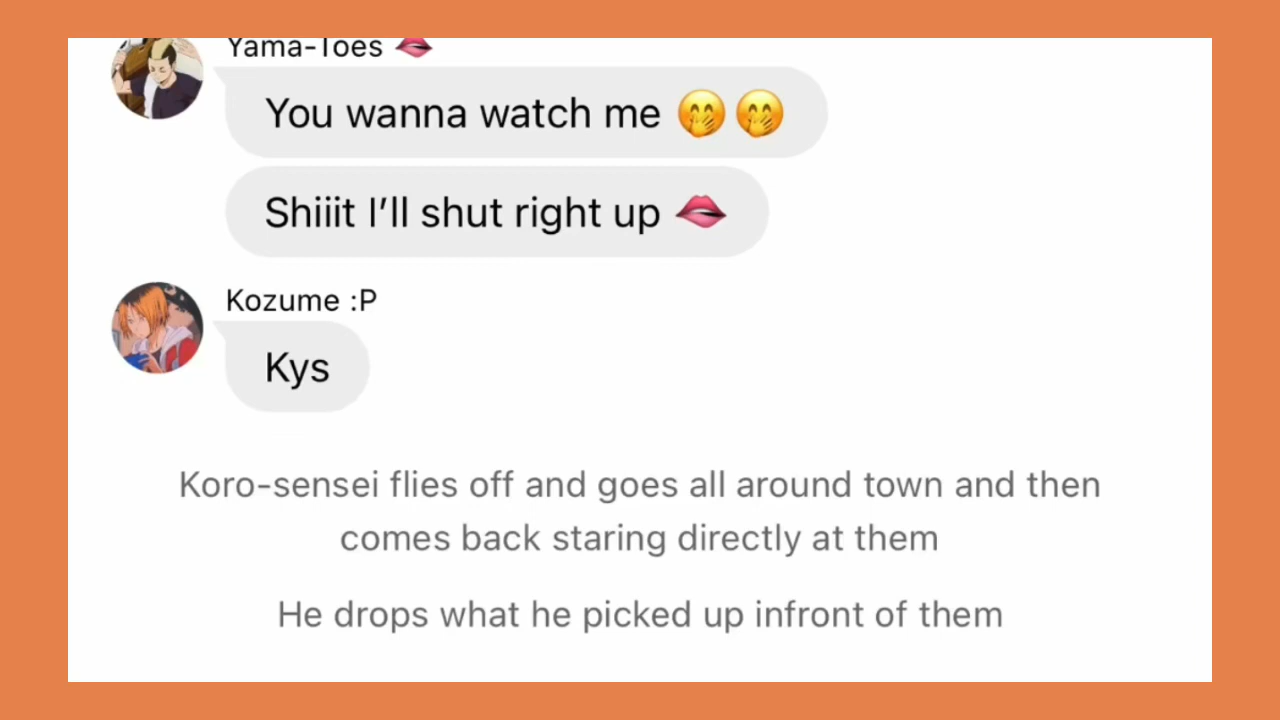 Yama-Toes 🫦
You wanna watch me 🤭🤭
Shiiit I’ll shut right up 🫦
Kozume :P
Kys
Koro-sensei flies off and goes all around town and then
comes back staring directly at them
He drops what he picked up infront of them